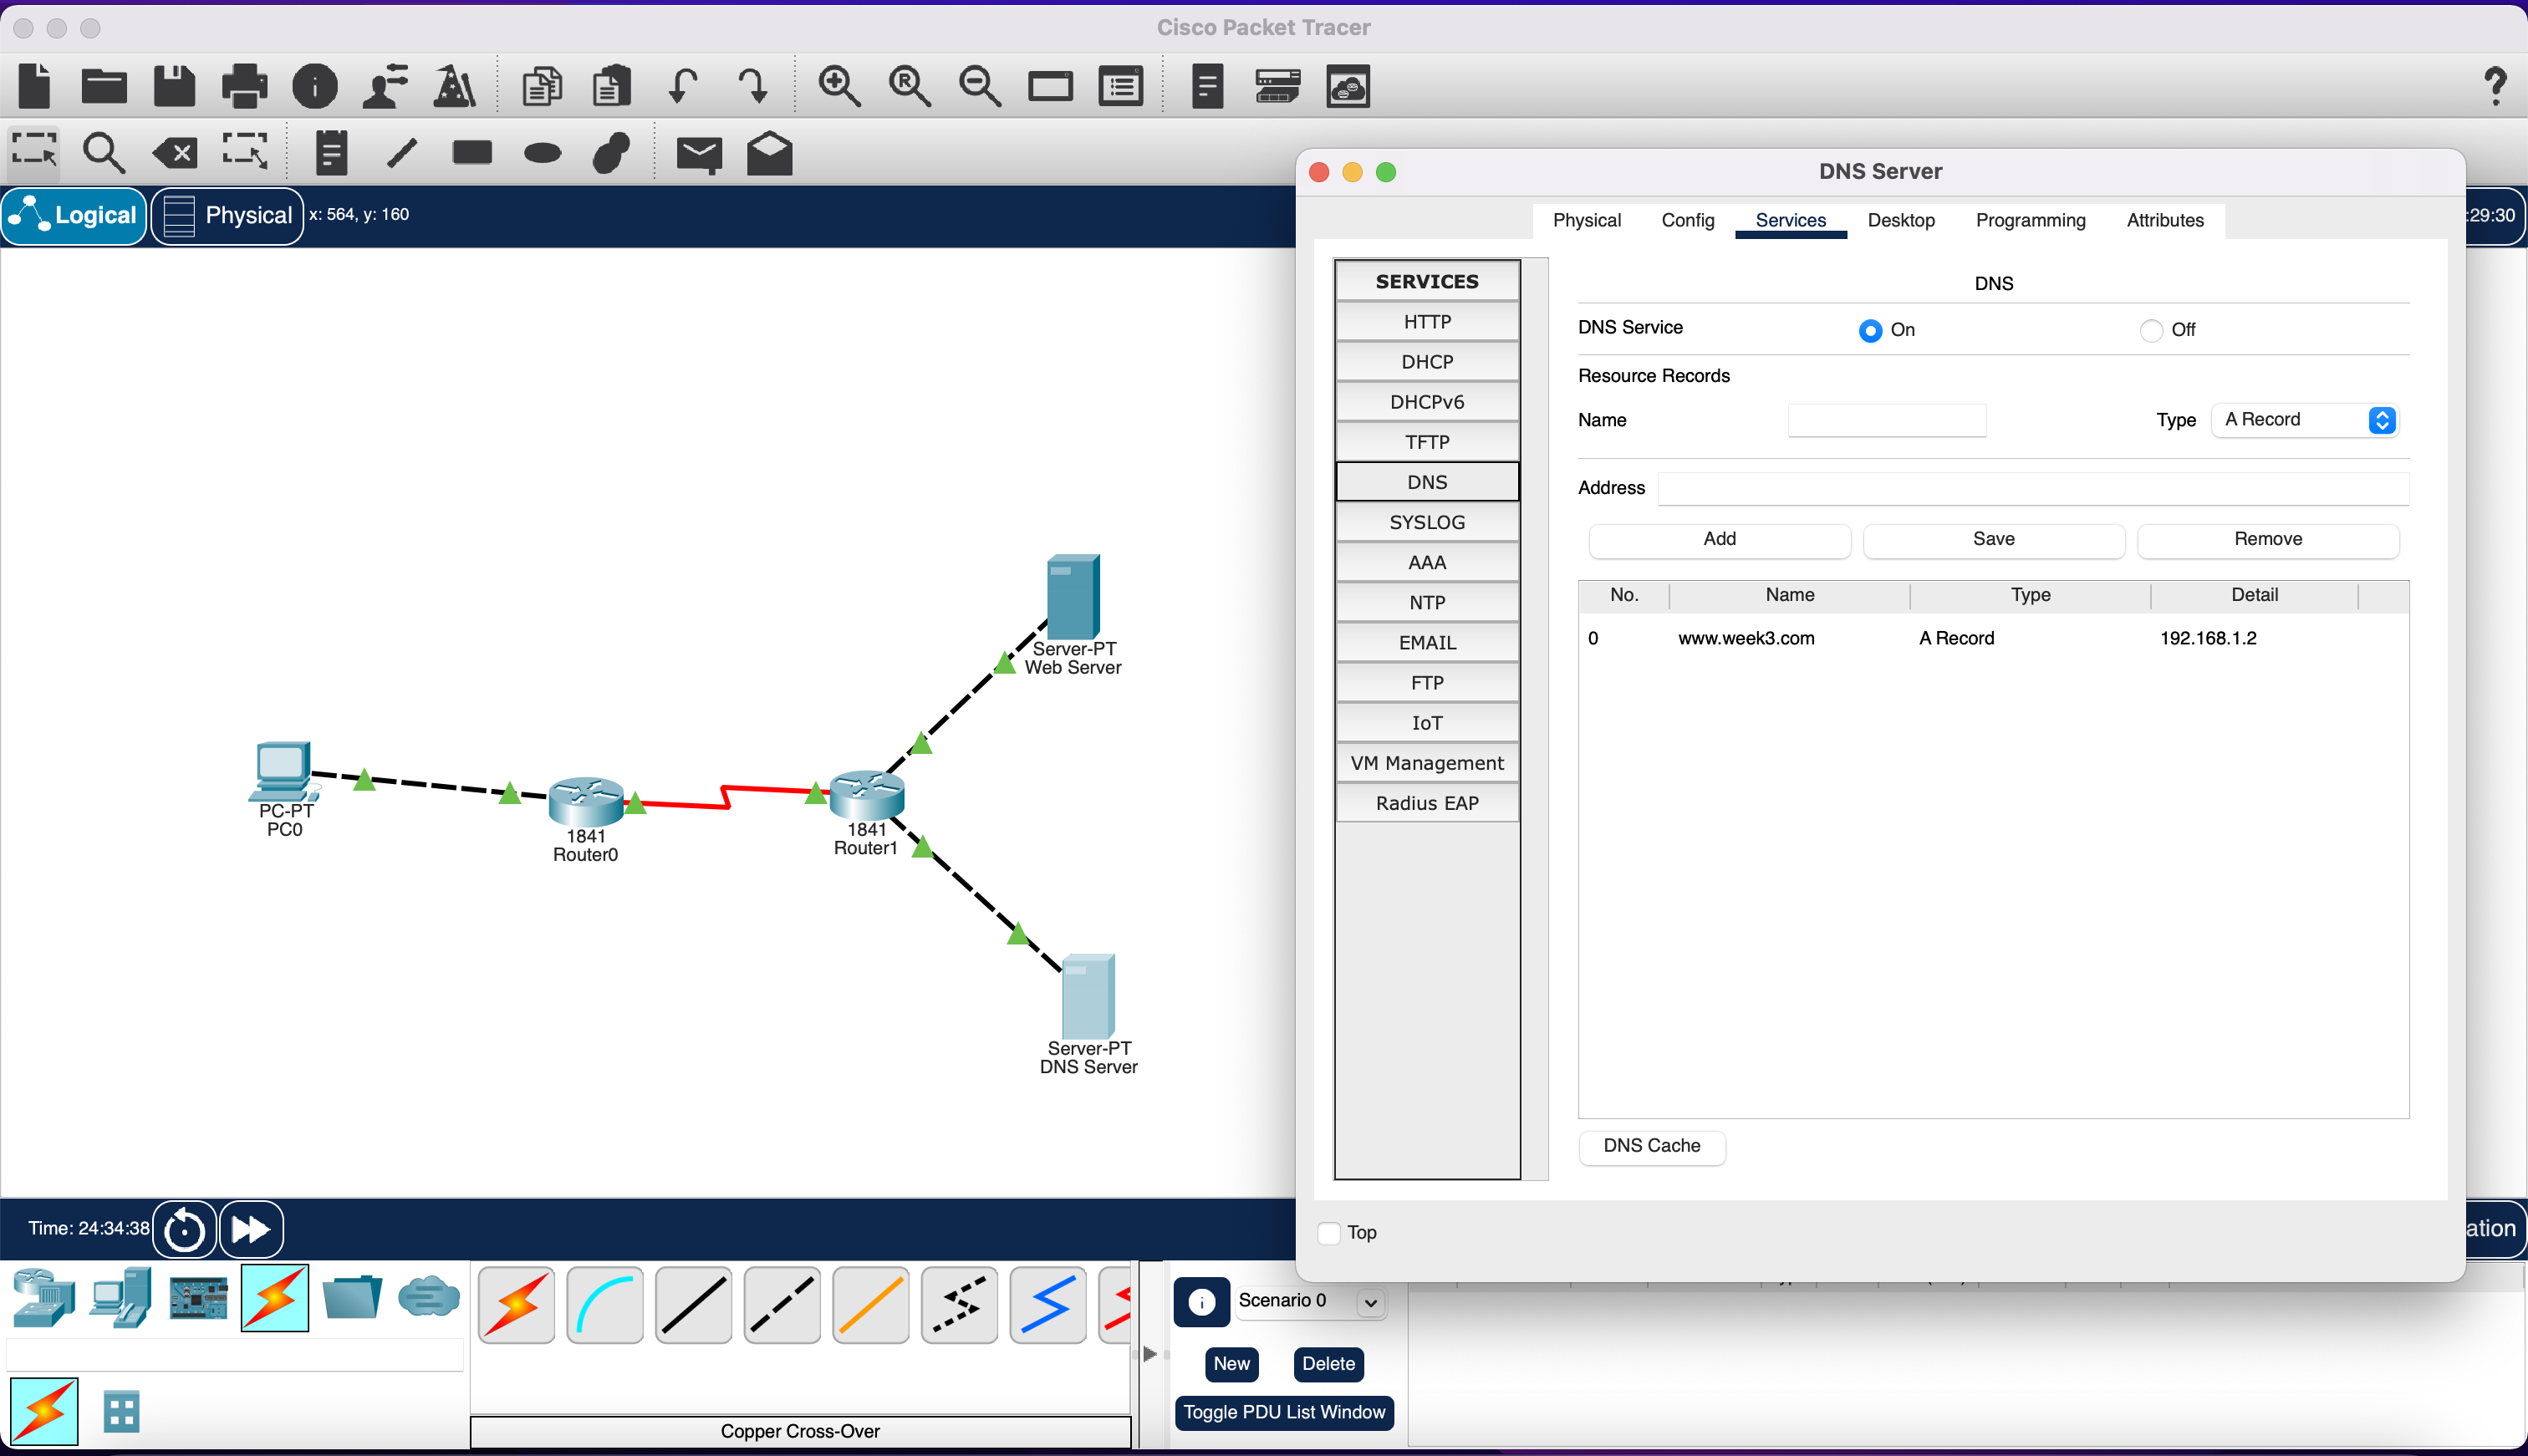 Cisco Packet Tracer
Logical
Physical
x: 564, y: 160
:29:30
PC-PT
PC0
1841
Router0
1841
Router1
Server-PT
Web Server
Server-PT
DNS Server
DNS Server
Physical
Config
Services
Desktop
Programming
Attributes
SERVICES
HTTP
DHCP
DHCPv6
TFTP
DNS
SYSLOG
AAA
NTP
EMAIL
FTP
IoT
VM Management
Radius EAP
DNS
DNS Service
On
Off
Resource Records
Name
Type
A Record
Address
Add
Save
Remove
No. Name Type Detail
0 www.week3.com A Record 192.168.1.2
DNS Cache
Top
Time: 24:34:38
ation
Scenario 0
New
Delete
Toggle PDU List Window
Copper Cross-Over